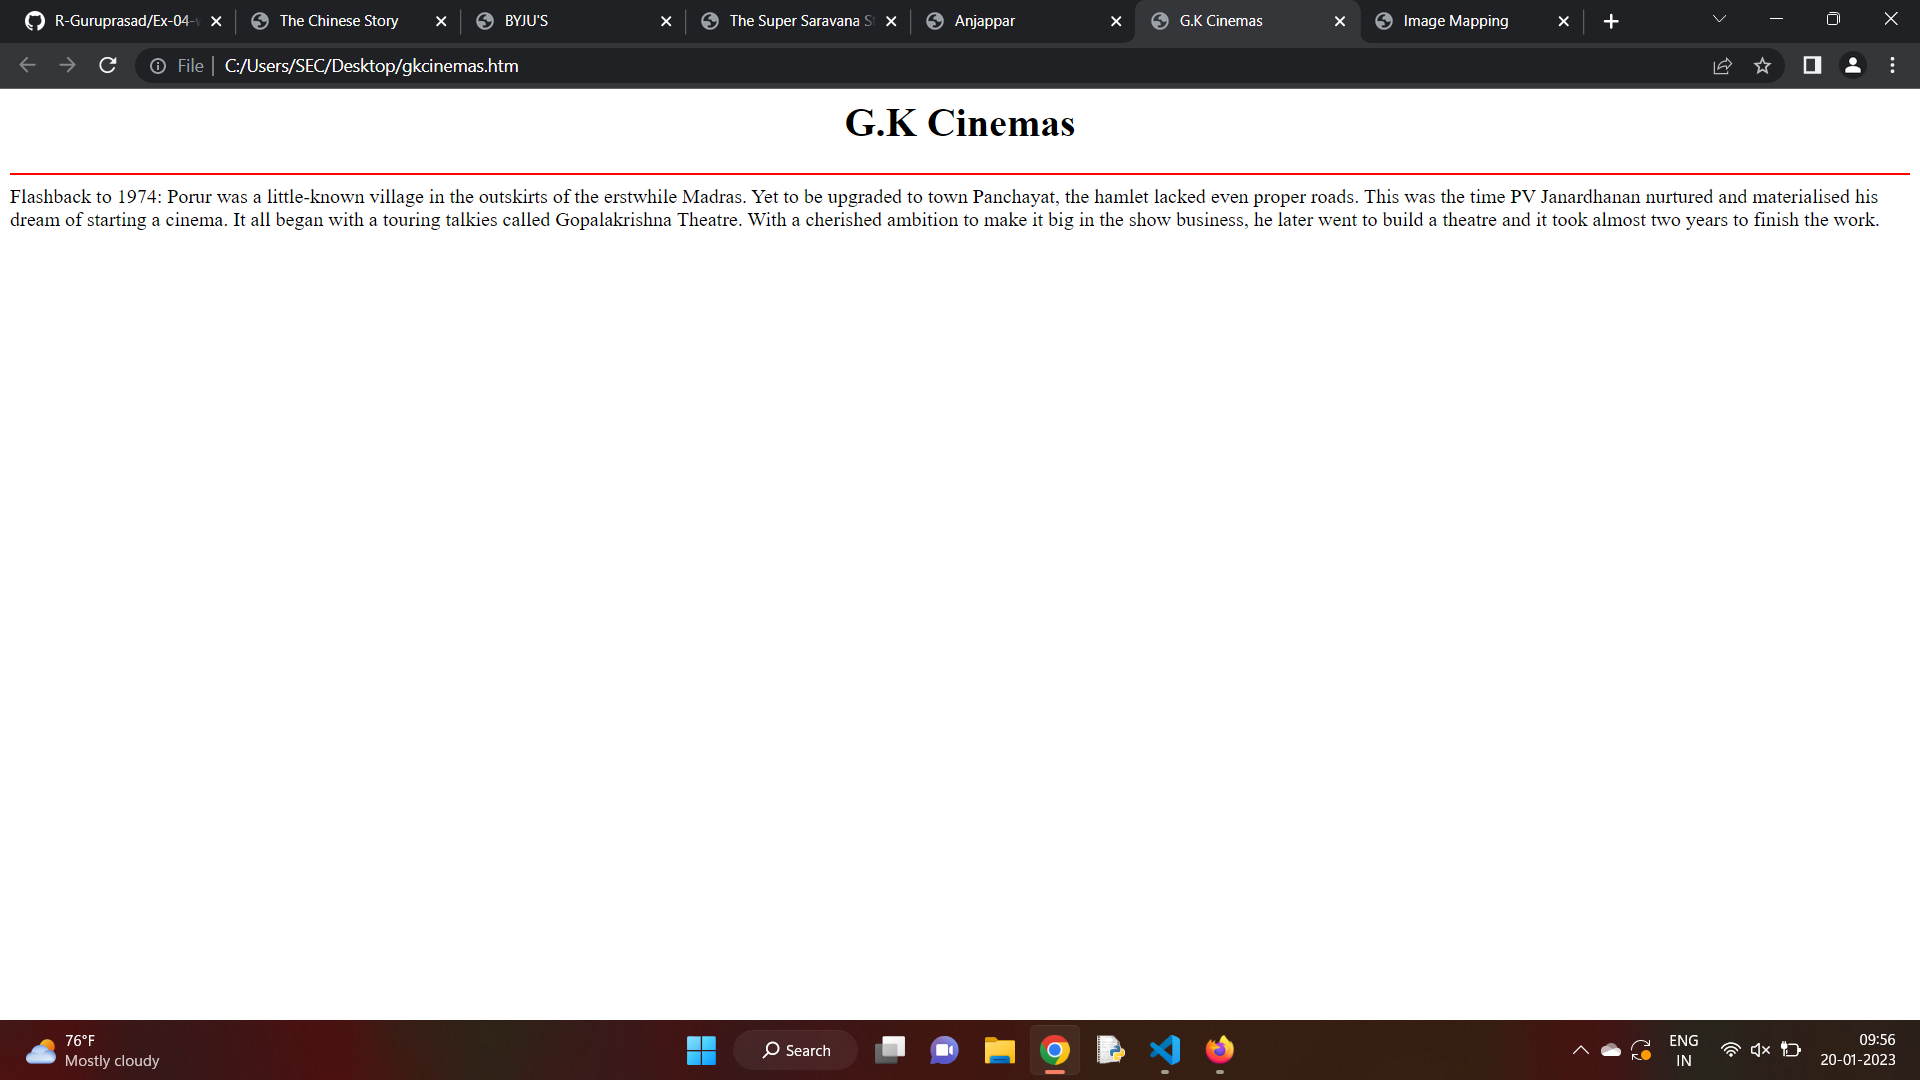 R-Guruprasad/Ex-04-
The Chinese Story
BYJU'S
The Super Saravana S
Anjappar
G.K Cinemas
Image Mapping
File
C:/Users/SEC/Desktop/gkcinemas.htm
G.K Cinemas
Flashback to 1974: Porur was a little-known village in the outskirts of the erstwhile Madras. Yet to be upgraded to town Panchayat, the hamlet lacked even proper roads. This was the time PV Janardhanan nurtured and materialised his
dream of starting a cinema. It all began with a touring talkies called Gopalakrishna Theatre. With a cherished ambition to make it big in the show business, he later went to build a theatre and it took almost two years to finish the work.
76°F
Mostly cloudy
Search
ENG
IN
09:56
20-01-2023